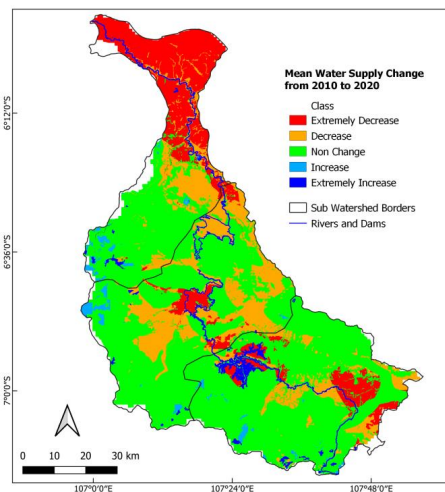 Mean Water Supply Change
from 2010 to 2020
Class
Extremely Decrease
Decrease
Non Change
Increase
Extremely Increase
Sub Watershed Borders
Rivers and Dams
6°12'0"S
6°36'0"S
7°0'0"S
0 10 20 30 km
107°0'0"E 107°24'0"E 107°48'0"E